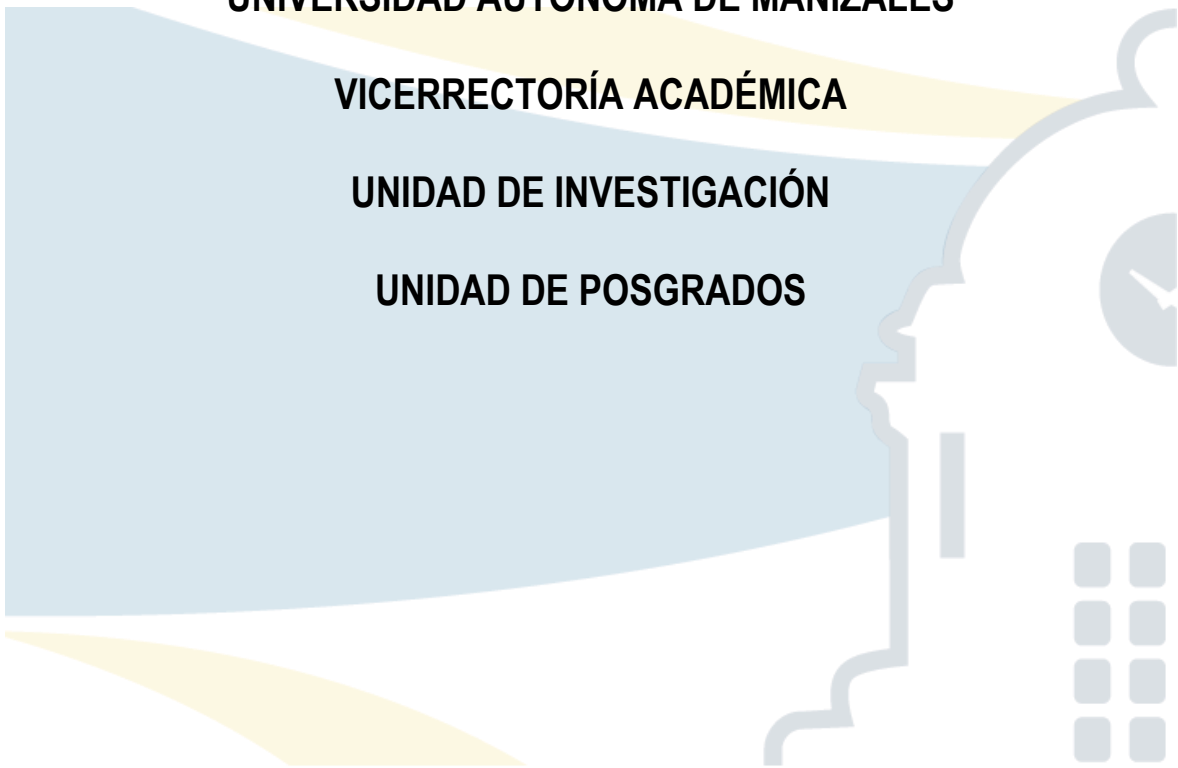 UNIVERSIDAD AUTÓNOMA DE MANIZALES
VICERRECTORÍA ACADÉMICA
UNIDAD DE INVESTIGACIÓN
UNIDAD DE POSGRADOS